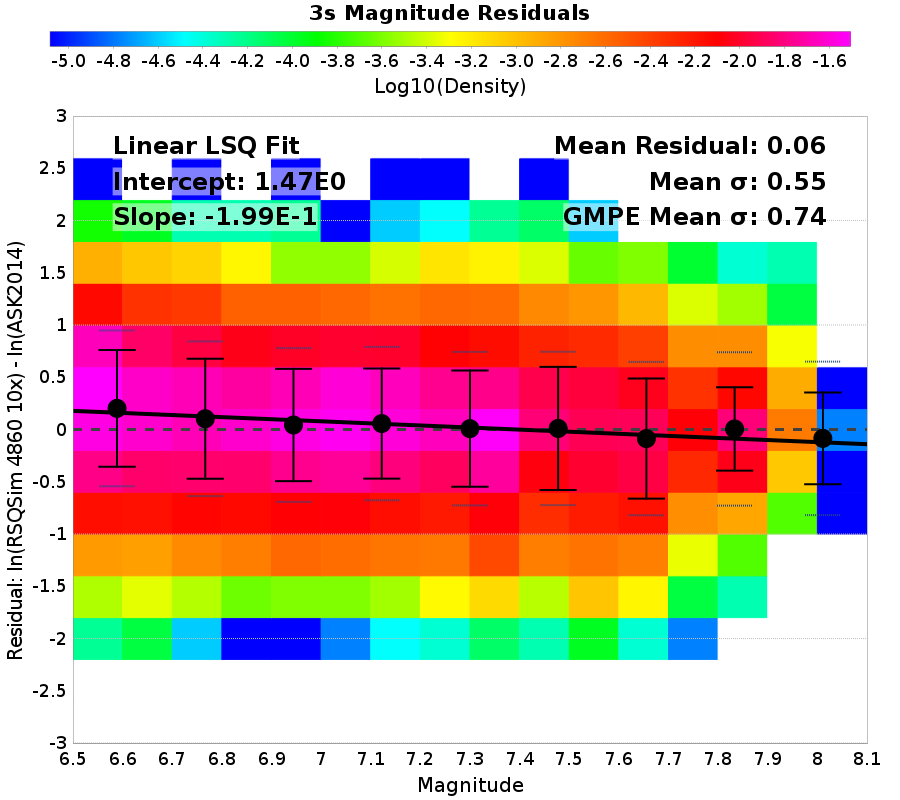 3s Magnitude Residuals
-5.0 -4.8 -4.6 -4.4 -4.2 -4.0 -3.8 -3.6 -3.4 -3.2 -3.0 -2.8 -2.6 -2.4 -2.2 -2.0 -1.8 -1.6
Log10(Density)
Linear LSQ Fit
Intercept: 1.47E0
Slope: -1.99E-1
Mean Residual: 0.06
Mean σ: 0.55
GMPE Mean σ: 0.74
Residual: ln(RSQSim 4860 10x) - ln(ASK2014)
3
2.5
2
1.5
1
0.5
0
-0.5
-1
-1.5
-2
-2.5
-3
6.5 6.6 6.7 6.8 6.9 7 7.1 7.2 7.3 7.4 7.5 7.6 7.7 7.8 7.9 8 8.1
Magnitude